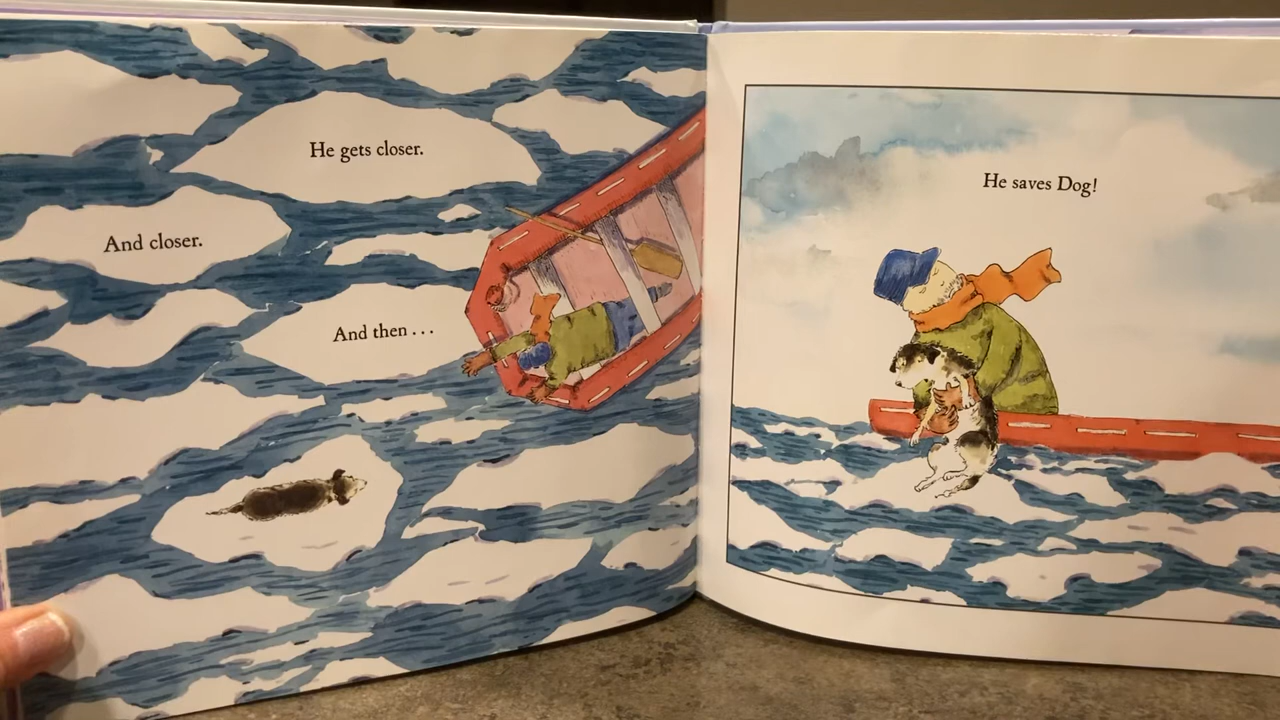 He gets closer.
And closer.
And then . . .
He saves Dog!